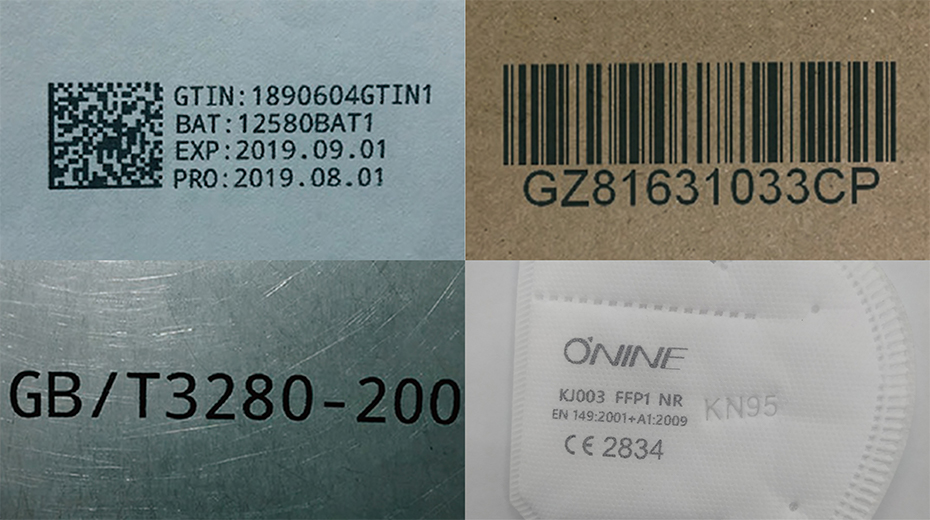 GTIN:1890604GTIN1
BAT:12580BAT1
EXP:2019.09.01
PRO:2019.08.01
GZ81631033CP
GB/T3280-200
O'NINE
KJ003 FFP1 NR
EN 149:2001+A1:2009
KN95
CE 2834